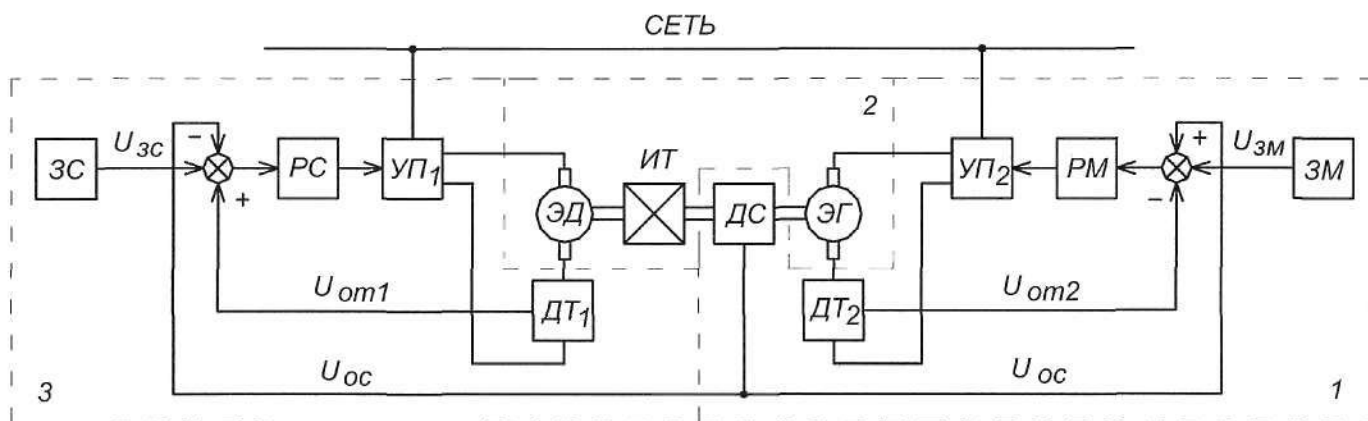 СЕТЬ
2
ЗС
U зс
−
+
РС
УП1
ИТ
ЭД
ДС
ЭГ
УП2
РМ
+
−
U зм
ЗМ
U от1
ДТ1
ДТ2
U от2
3
U ос
U ос
1